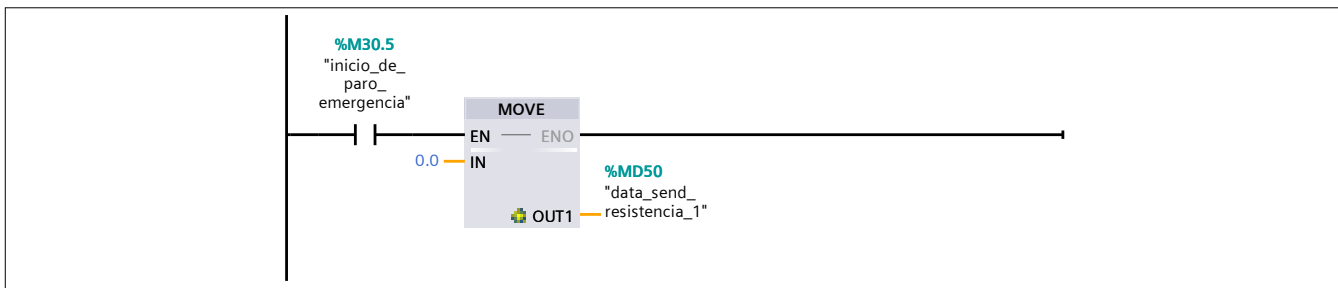 %M30.5
"inicio_de_
paro_
emergencia"
MOVE
EN
ENO
0.0
IN
%MD50
"data_send_
resistencia_1"
OUT1